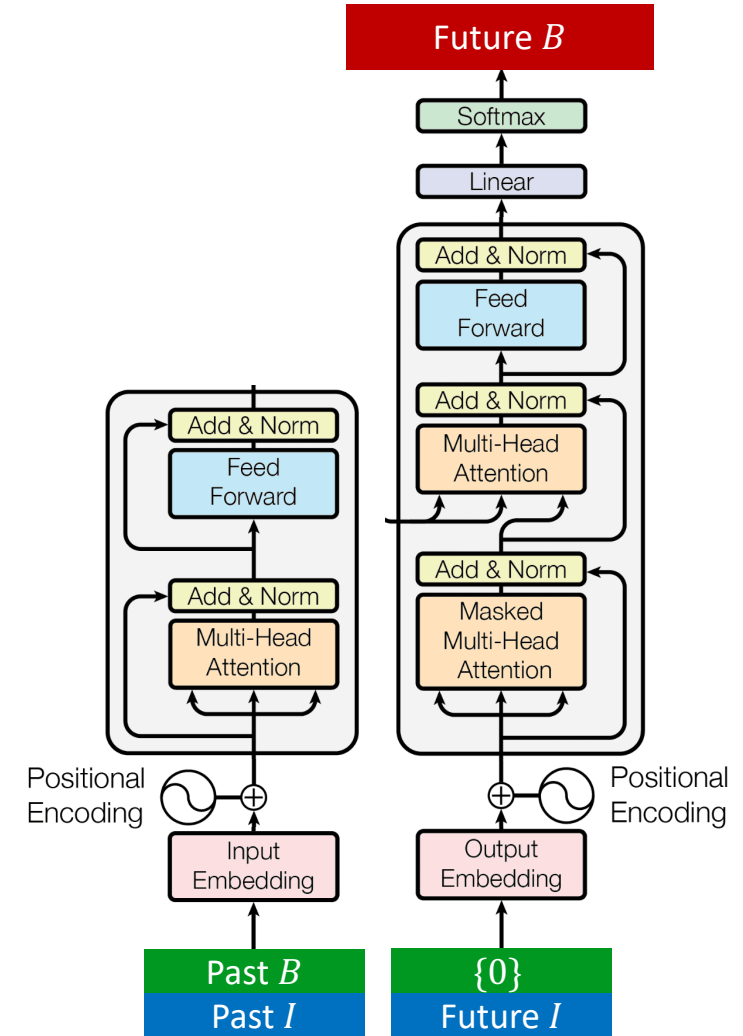 Future B
Softmax
Linear
Add & Norm
Feed
Forward
Add & Norm
Multi-Head
Attention
Add & Norm
Masked
Multi-Head
Attention
Add & Norm
Feed
Forward
Add & Norm
Multi-Head
Attention
Positional
Encoding
Positional
Encoding
Input
Embedding
Output
Embedding
Past B
Past I
{0}
Future I